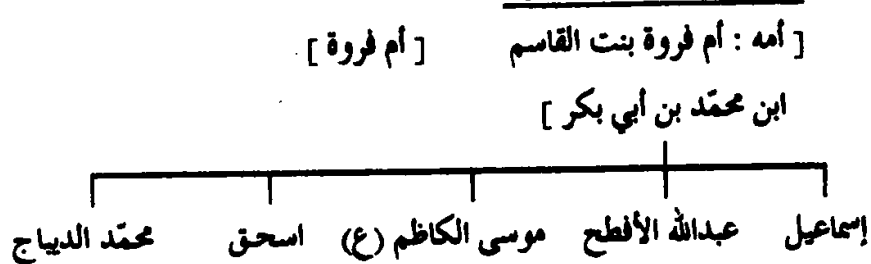 [ أمه : أم فروة بنت القاسم [ أم فروة ]
ابن محمّد بن أبي بكر ]
إسماعيل عبدالله الأفطح موسى الكاظم (ع) اسحق محمّد الديباج